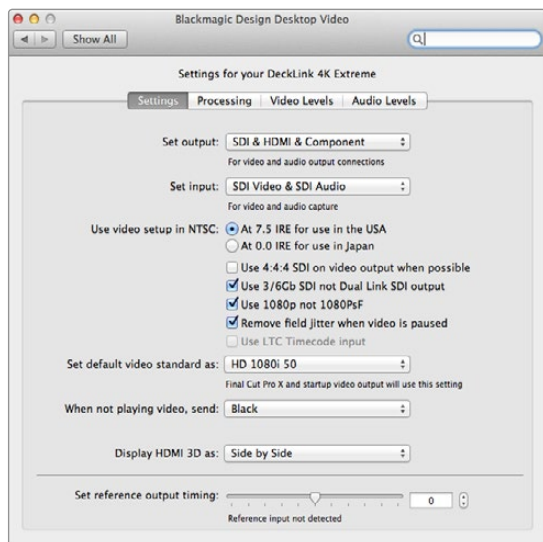 Blackmagic Design Desktop Video
Show All
Settings for your DeckLink 4K Extreme
Settings Processing Video Levels Audio Levels
Set output: SDI & HDMI & Component
For video and audio output connections
Set input: SDI Video & SDI Audio
For video and audio capture
Use video setup in NTSC: At 7.5 IRE for use in the USA
At 0.0 IRE for use in Japan
Use 4:4:4 SDI on video output when possible
Use 3/6Gb SDI not Dual Link SDI output
Use 1080p not 1080PsF
Remove field jitter when video is paused
Use LTC Timecode input
Set default video standard as: HD 1080i 50
Final Cut Pro X and startup video output will use this setting
When not playing video, send: Black
Display HDMI 3D as: Side by Side
Set reference output timing: 0
Reference input not detected